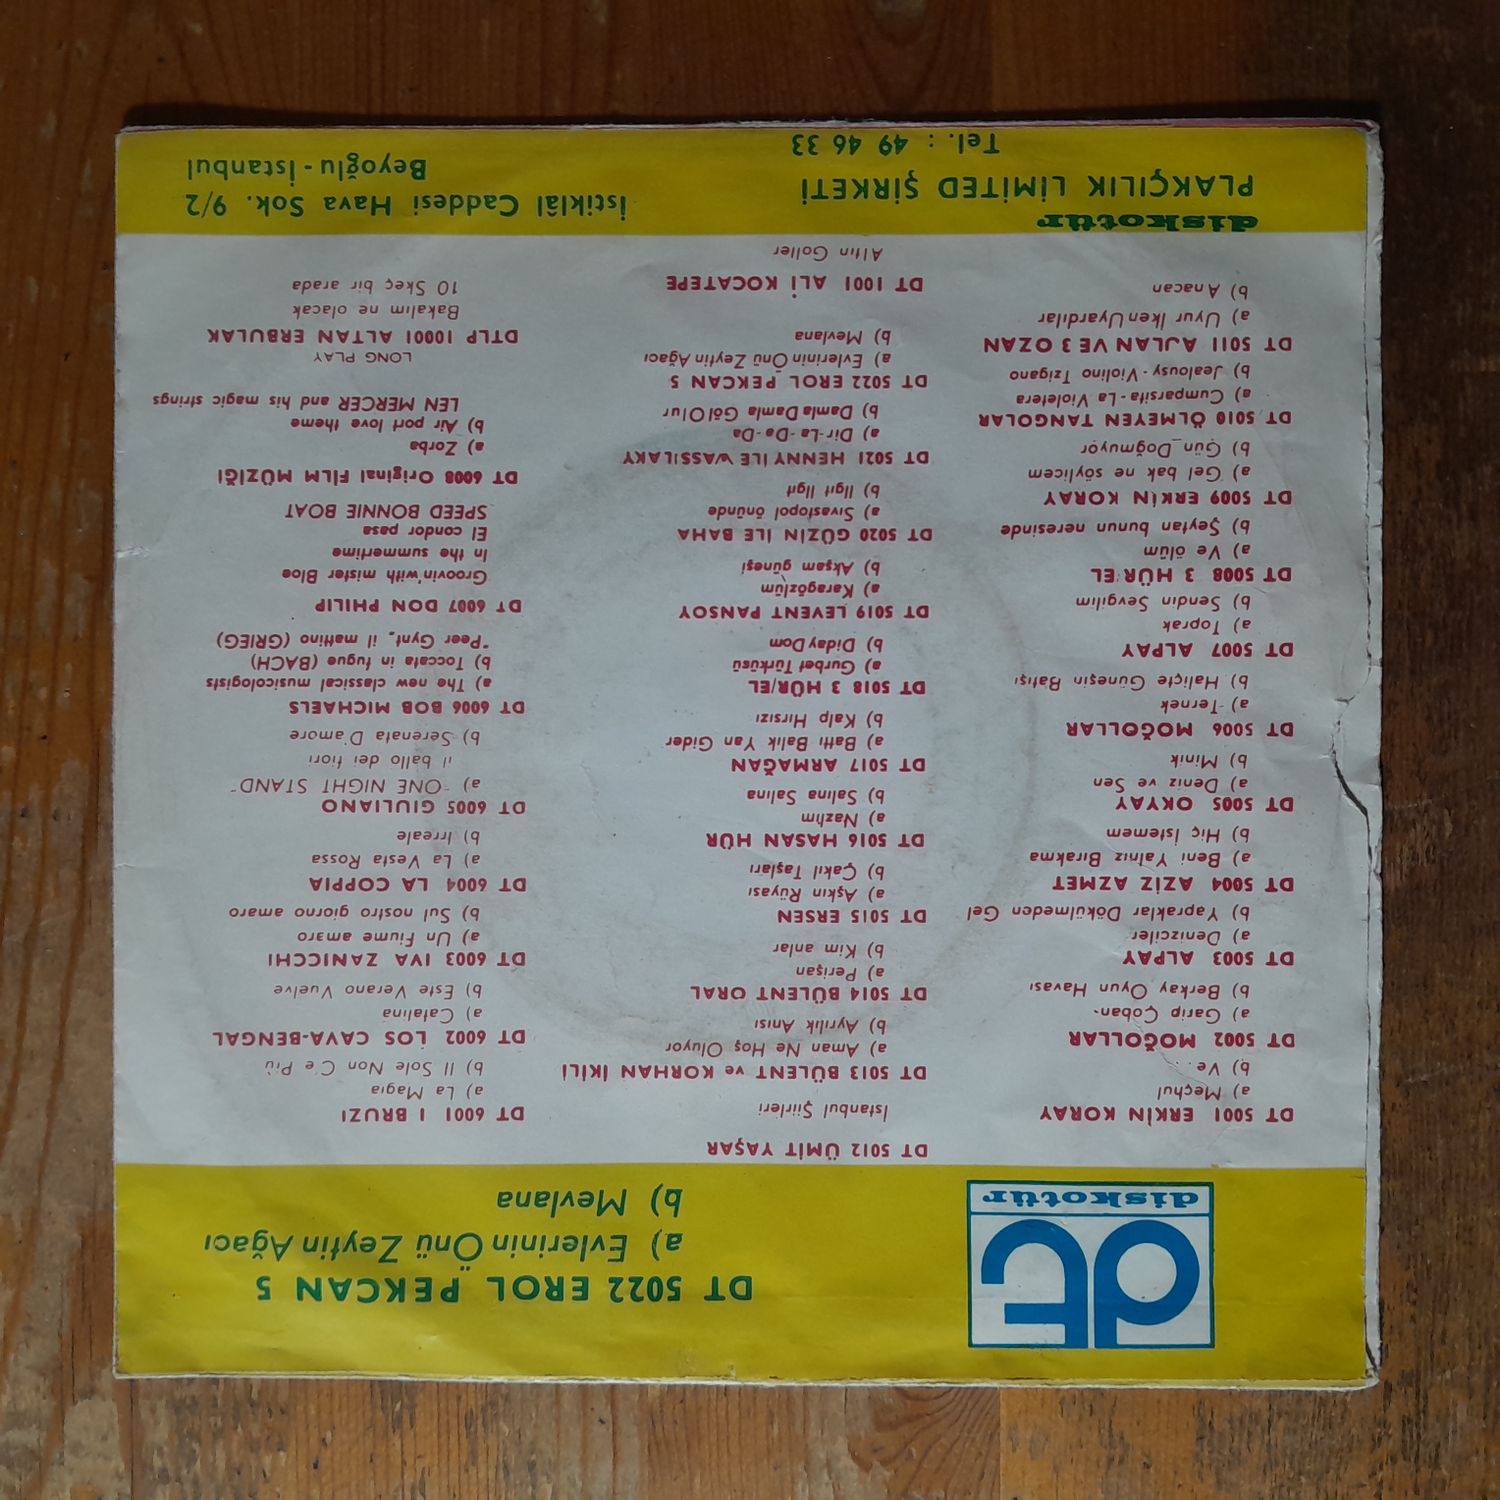 dt
diskotür
DT 5022 EROL PEKCAN 5
a) Evlerinin Önü Zeytin Ağacı
b) Mevlana
DT 5001 ERKİN KORAY
a) Meçhul
b) Ve . . .
DT 5002 MOĞOLLAR
a) Garip Çoban-
b) Berkay Oyun Havası
DT 5003 ALPAY
a) Denizciler
b) Yapraklar Dökülmeden Gel
DT 5004 AZİZ AZMET
a) Beni Yalnız Bırakma
b) Hiç İstemem
DT 5005 OKYAY
a) Deniz ve Sen
b) Minik
DT 5006 MOĞOLLAR
a) Ternek
b) Haliçte Güneşin Batışı
DT 5007 ALPAY
a) Toprak
b) Sendin Sevgilim
DT 5008 3 HÜR/EL
a) Ve ölüm
b) Şeytan bunun neresinde
DT 5009 ERKİN KORAY
a) Gel bak ne söylicem
b) Gün Doğmuyor
DT 5010 ÖLMEYEN TANGOLAR
a) Cumparsita-La-Violetera
b) Jealousy-Violino Tzigano
DT 5011 AJLAN VE 3 OZAN
a) Uyur İken Uyardılar
b) Anacan
DT 5012 ÜMİT YAŞAR
Istanbul Şiirleri
DT 5013 BÜLENT ve KORHAN İKİLİ
a) Aman Ne Hoş Oluyor
b) Ayrılık Anısı
DT 5014 BÜLENT ORAL
a) Perişan
b) Kim anlar
DT 5015 ERSEN
a) Aşkın Rüyası
b) Çakıl Taşları
DT 5016 HASAN HÜR
a) Nazlım
b) Salına Salına
DT 5017 ARMAĞAN
a) Battı Balık Yan Gider
b) Kalp Hırsızı
DT 5018 3 HÜR/EL
a) Gurbet Türküsü
b) Diday Dom
DT 5019 LEVENT PANSOY
a) Karagözlüm
b) Akşam güneşi
DT 5020 GÜZİN İLE BAHA
a) Sivastopol önünde
b) Ilgıt Ilgıt
DT 5021 HENNY İLE WASSILAKY
a) Dir-La-Da-Da
b) Damla Damla Göl Olur
DT 5022 EROL PEKCAN 5
a) Evlerinin Önü Zeytin Ağacı
b) Mevlana
DT 1001 ALİ KOCATEPE
Altın Goller
DT 6001 I BRUZI
a) La Magia
b) Il Sole Non C'e Più
DT 6002 LOS CAVA-BENGAL
a) Catalina
b) Este Verano Vuelve
DT 6003 IVA ZANICCHI
a) Un Fiume amaro
b) Sul nostro giorno amaro
DT 6004 LA COPPIA
a) La Vesta Rossa
b) Irreale
DT 6005 GIULIANO
a) "ONE NIGHT STAND"
il ballo dei fiori
b) Serenata D'amore
DT 6006 BOB MICHAELS
a) The new classical musicologists
b) Toccata in fugue (BACH)
"Peer Gynt„ il mattino (GRIEG)
DT 6007 DON PHILIP
Groovin'with mister Bloe
In the summertime
El condor pasa
SPEED BONNIE BOAT
DT 6008 Original FİLM MÜZİĞİ
a) Zorba
b) Air port love theme
LEN MERCER and his magic strings
LONG PLAY
DTLP 10001 ALTAN ERBULAK
Bakalım ne olacak
10 Skeç bir arada
diskotür
PLAKÇILIK LİMİTED ŞİRKETİ
Tel. : 49 46 33
İstiklâl Caddesi Hava Sok. 9/2
Beyoğlu-İstanbul